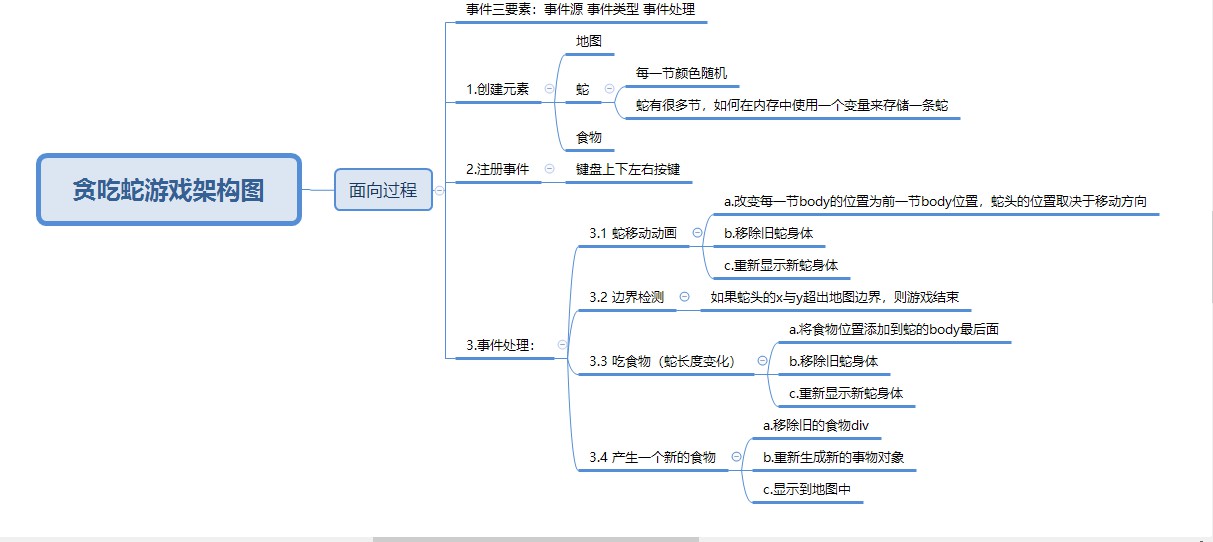 事件三要素：事件源 事件类型 事件处理
地图
1.创建元素
蛇
每一节颜色随机
蛇有很多节，如何在内存中使用一个变量来存储一条蛇
食物
2.注册事件
键盘上下左右按键
贪吃蛇游戏架构图
面向过程
3.事件处理：
3.1 蛇移动动画
a.改变每一节body的位置为前一节body位置，蛇头的位置取决于移动方向
b.移除旧蛇身体
c.重新显示新蛇身体
3.2 边界检测
如果蛇头的x与y超出地图边界，则游戏结束
3.3 吃食物（蛇长度变化）
a.将食物位置添加到蛇的body最后面
b.移除旧蛇身体
c.重新显示新蛇身体
3.4 产生一个新的食物
a.移除旧的食物div
b.重新生成新的事物对象
c.显示到地图中